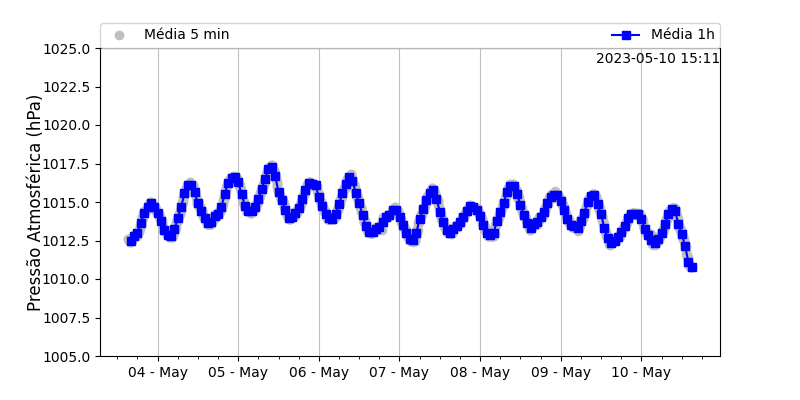 Média 5 min
Média 1h
2023-05-10 15:11
Pressão Atmosférica (hPa)
1025.0
1022.5
1020.0
1017.5
1015.0
1012.5
1010.0
1007.5
1005.0
04 - May
05 - May
06 - May
07 - May
08 - May
09 - May
10 - May